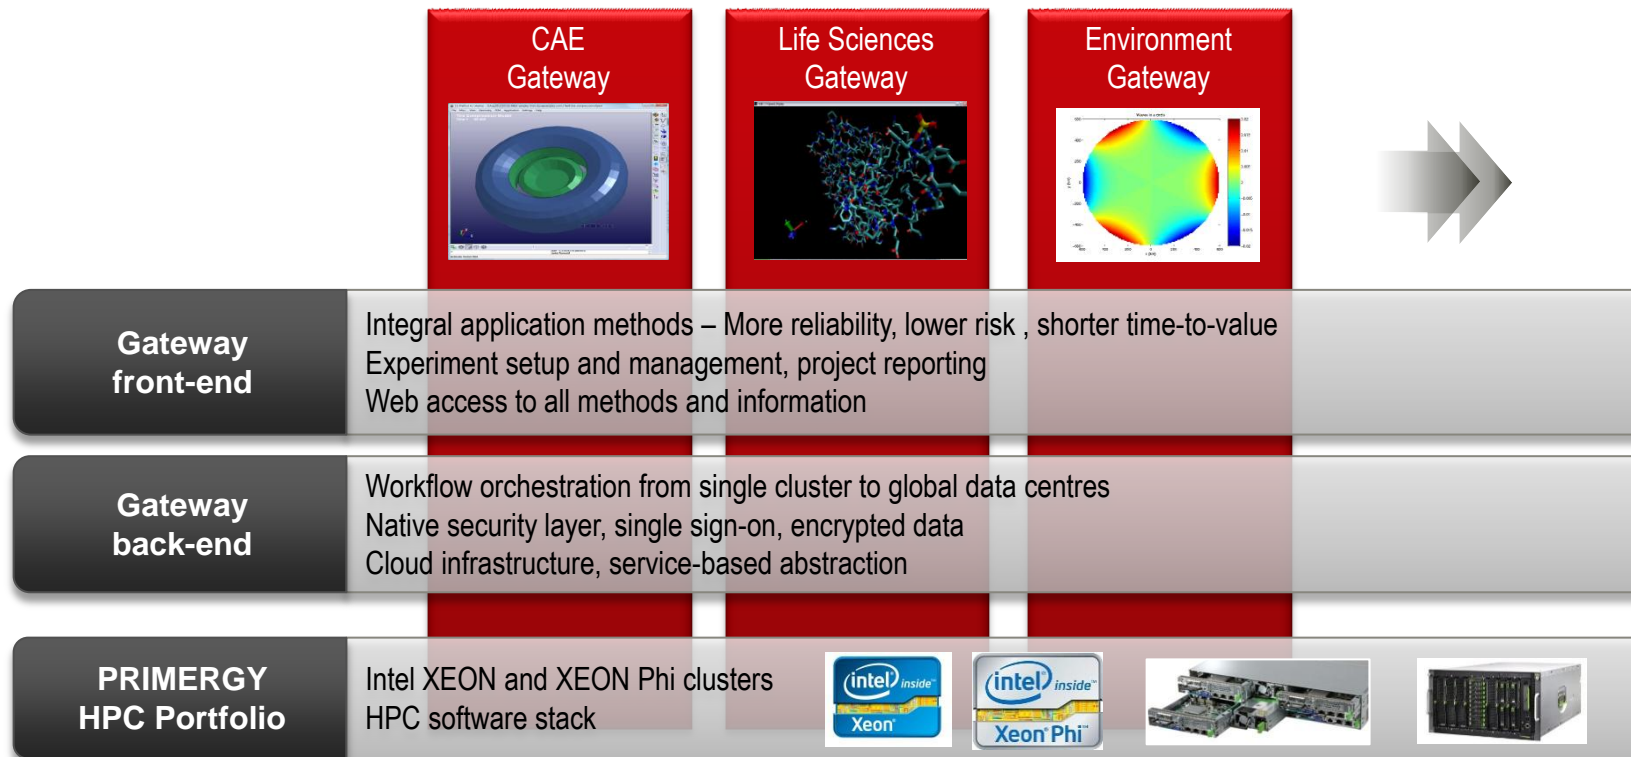 CAE
Gateway
Life Sciences
Gateway
Environment
Gateway
Gateway
front-end
Integral application methods – More reliability, lower risk , shorter time-to-value
Experiment setup and management, project reporting
Web access to all methods and information
Gateway
back-end
Workflow orchestration from single cluster to global data centres
Native security layer, single sign-on, encrypted data
Cloud infrastructure, service-based abstraction
PRIMERGY
HPC Portfolio
Intel XEON and XEON Phi clusters
HPC software stack
intel inside™
Xeon®
intel inside™
Xeon® Phi™